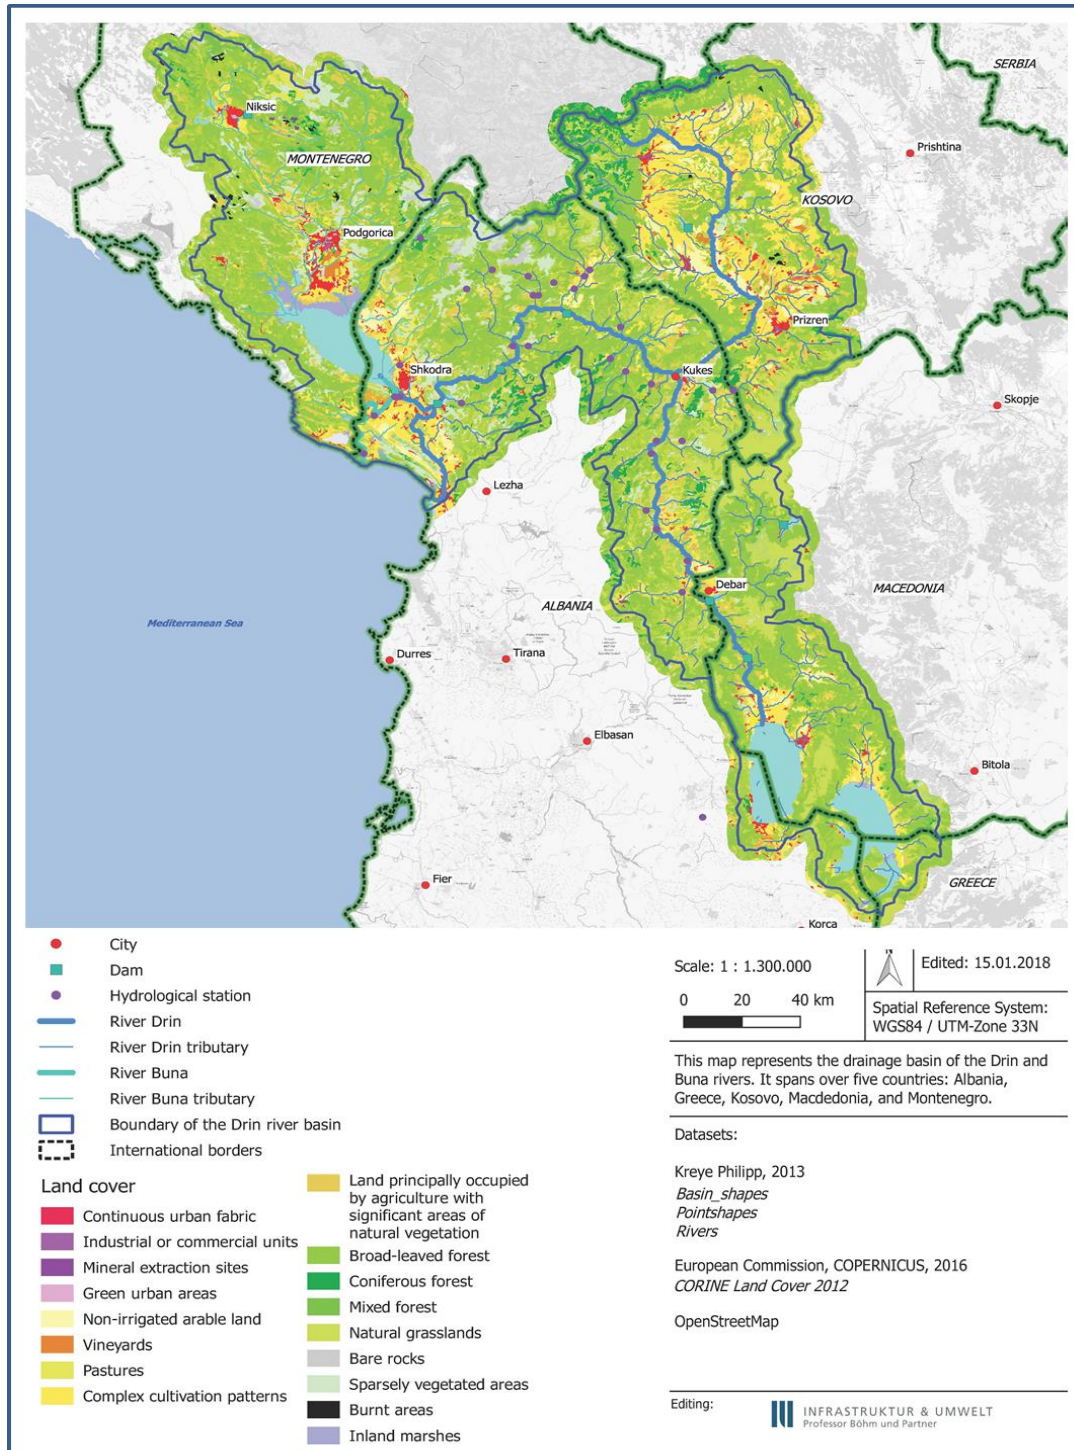 SERBIA
Niksic
Prishtina
MONTENEGRO
KOSOVO
Podgorica
Prizren
Shkodra
Kukes
Skopje
Lezha
Debar
MACEDONIA
ALBANIA
Mediterranean Sea
Durres
Tirana
Elbasan
Bitola
Fier
GREECE
Korca
City
Dam
Hydrological station
River Drin
River Drin tributary
River Buna
River Buna tributary
Boundary of the Drin river basin
International borders
Land cover
Continuous urban fabric
Industrial or commercial units
Mineral extraction sites
Green urban areas
Non-irrigated arable land
Vineyards
Pastures
Complex cultivation patterns
Land principally occupied
by agriculture with
significant areas of
natural vegetation
Broad-leaved forest
Coniferous forest
Mixed forest
Natural grasslands
Bare rocks
Sparsely vegetated areas
Burnt areas
Inland marshes
Scale: 1 : 1.300.000
0 20 40 km
Edited: 15.01.2018
Spatial Reference System:
WGS84 / UTM-Zone 33N
This map represents the drainage basin of the Drin and
Buna rivers. It spans over five countries: Albania,
Greece, Kosovo, Macdedonia, and Montenegro.
Datasets:
Kreye Philipp, 2013
Basin_shapes
Pointshapes
Rivers
European Commission, COPERNICUS, 2016
CORINE Land Cover 2012
OpenStreetMap
Editing:
INFRASTRUKTUR & UMWELT
Professor Böhm und Partner